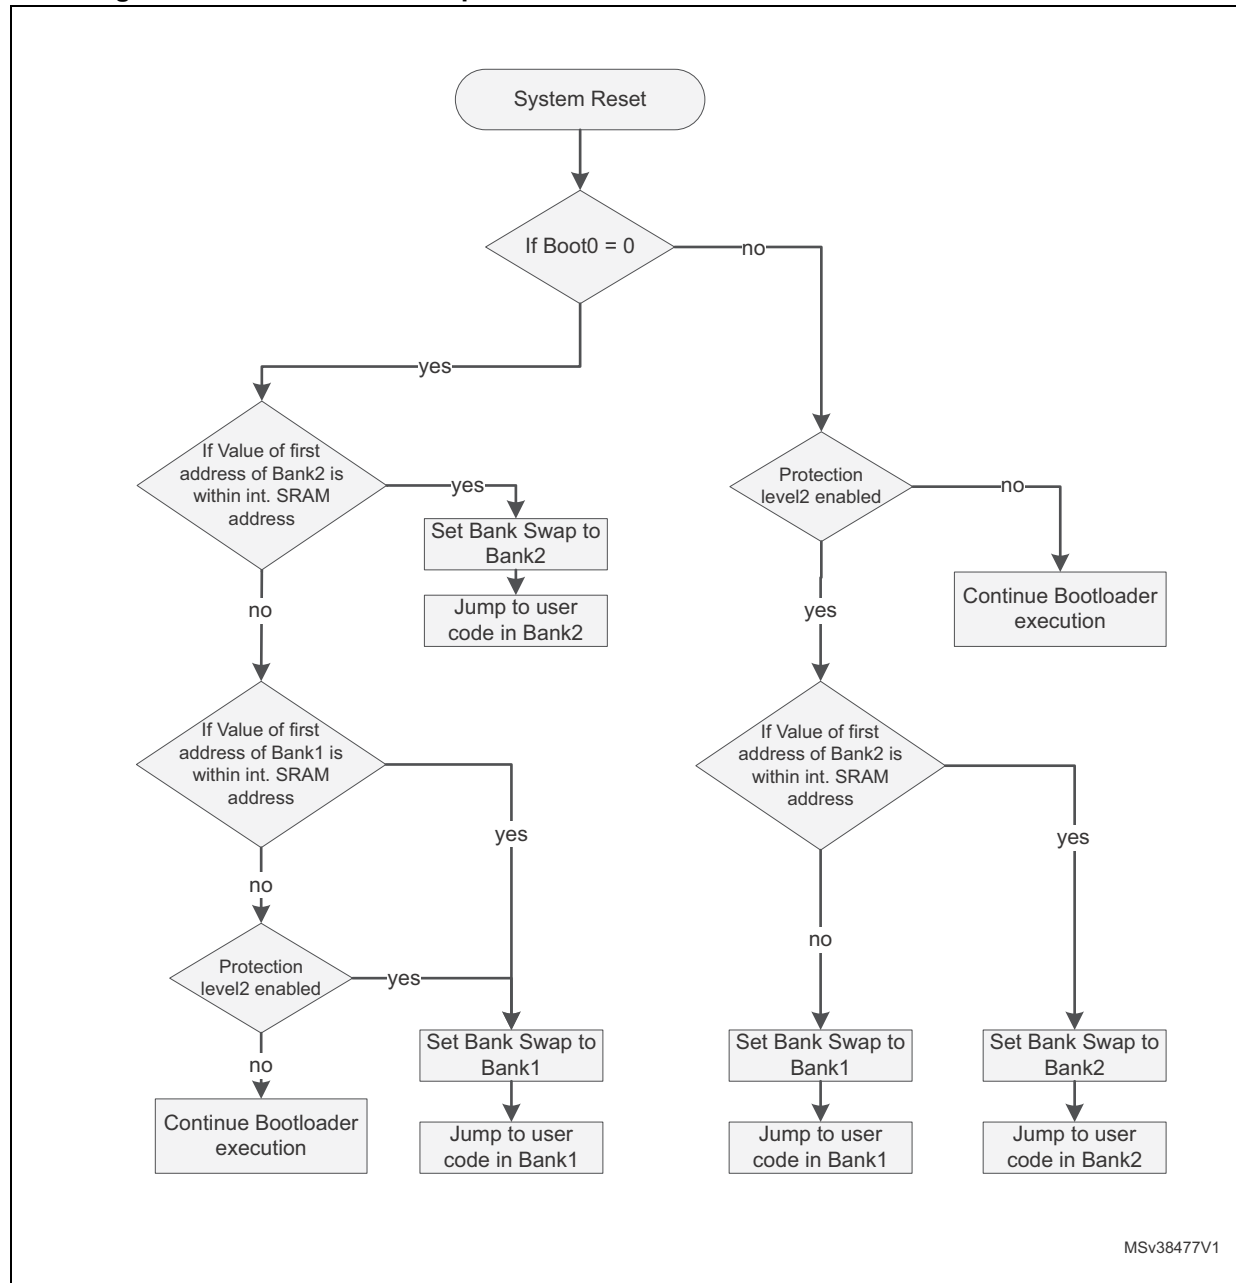 System Reset
If Boot0 = 0
no
yes
If Value of first
address of Bank2 is
within int. SRAM
address
yes
Set Bank Swap to
Bank2
Jump to user
code in Bank2
no
Protection
level2 enabled
no
Continue Bootloader
execution
yes
If Value of first
address of Bank1 is
within int. SRAM
address
yes
no
If Value of first
address of Bank2 is
within int. SRAM
address
yes
no
Protection
level2 enabled
yes
no
Set Bank Swap to
Bank1
Set Bank Swap to
Bank1
Set Bank Swap to
Bank2
Continue Bootloader
execution
Jump to user
code in Bank1
Jump to user
code in Bank1
Jump to user
code in Bank2
MSv38477V1